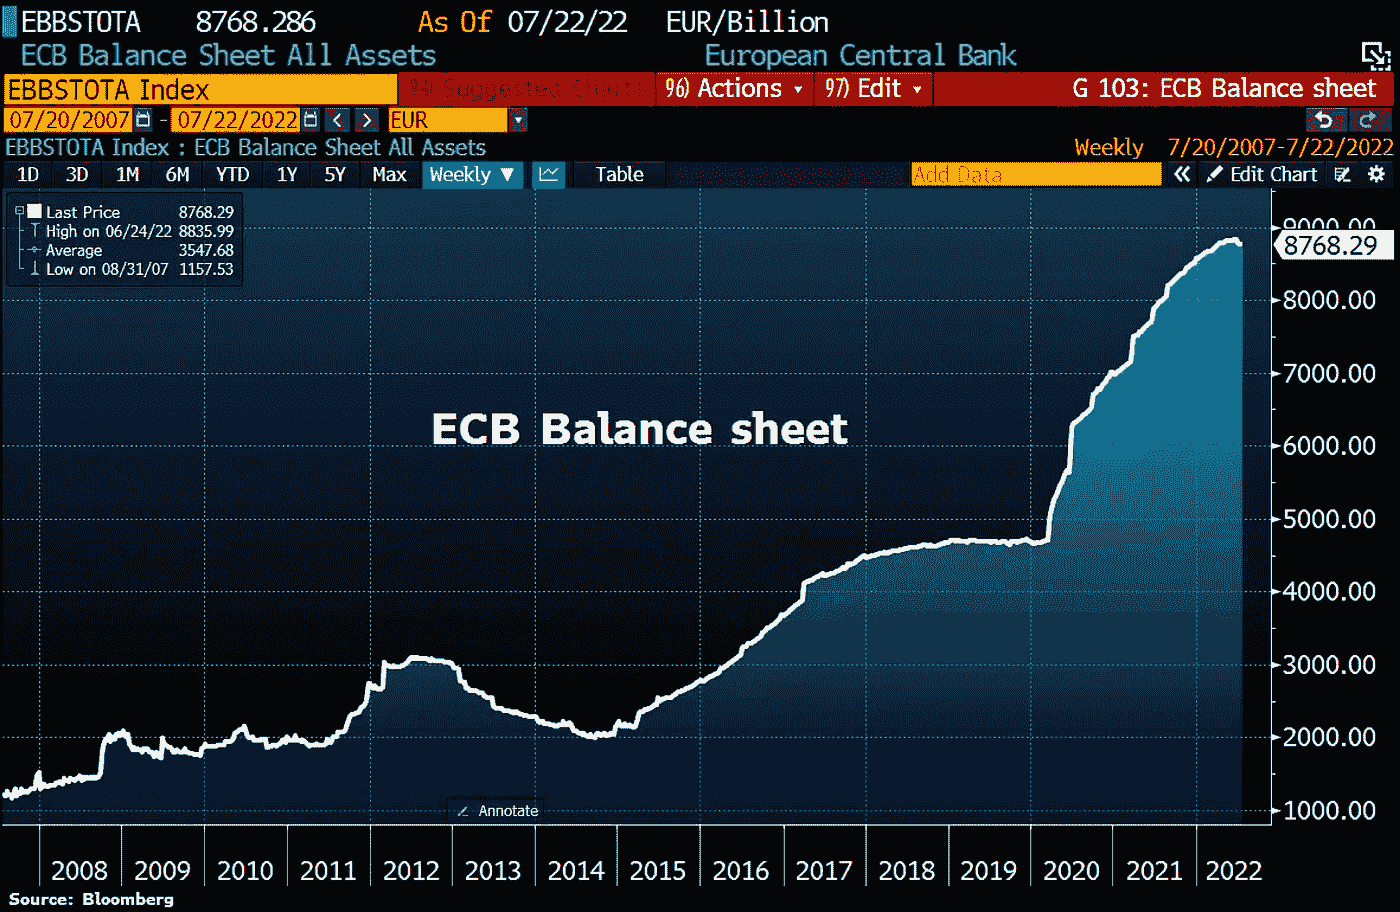 EBBSTOTA 8768.286 As Of 07/22/22 EUR/Billion
ECB Balance Sheet All Assets European Central Bank
EBBSTOTA Index 94) Suggested Charts 96) Actions 97) Edit G 103: ECB Balance sheet
07/20/2007 - 07/22/2022 < > EUR
EBBSTOTA Index : ECB Balance Sheet All Assets Weekly 7/20/2007-7/22/2022
1D 3D 1M 6M YTD 1Y 5Y Max Weekly ▼ Table Add Data « Edit Chart
Last Price 8768.29
High on 06/24/22 8835.99
Average 3547.68
Low on 08/31/07 1157.53
9000.00
8768.29
8000.00
7000.00
ECB Balance sheet
6000.00
5000.00
4000.00
3000.00
2000.00
1000.00
Annotate
2008 2009 2010 2011 2012 2013 2014 2015 2016 2017 2018 2019 2020 2021 2022
Source: Bloomberg